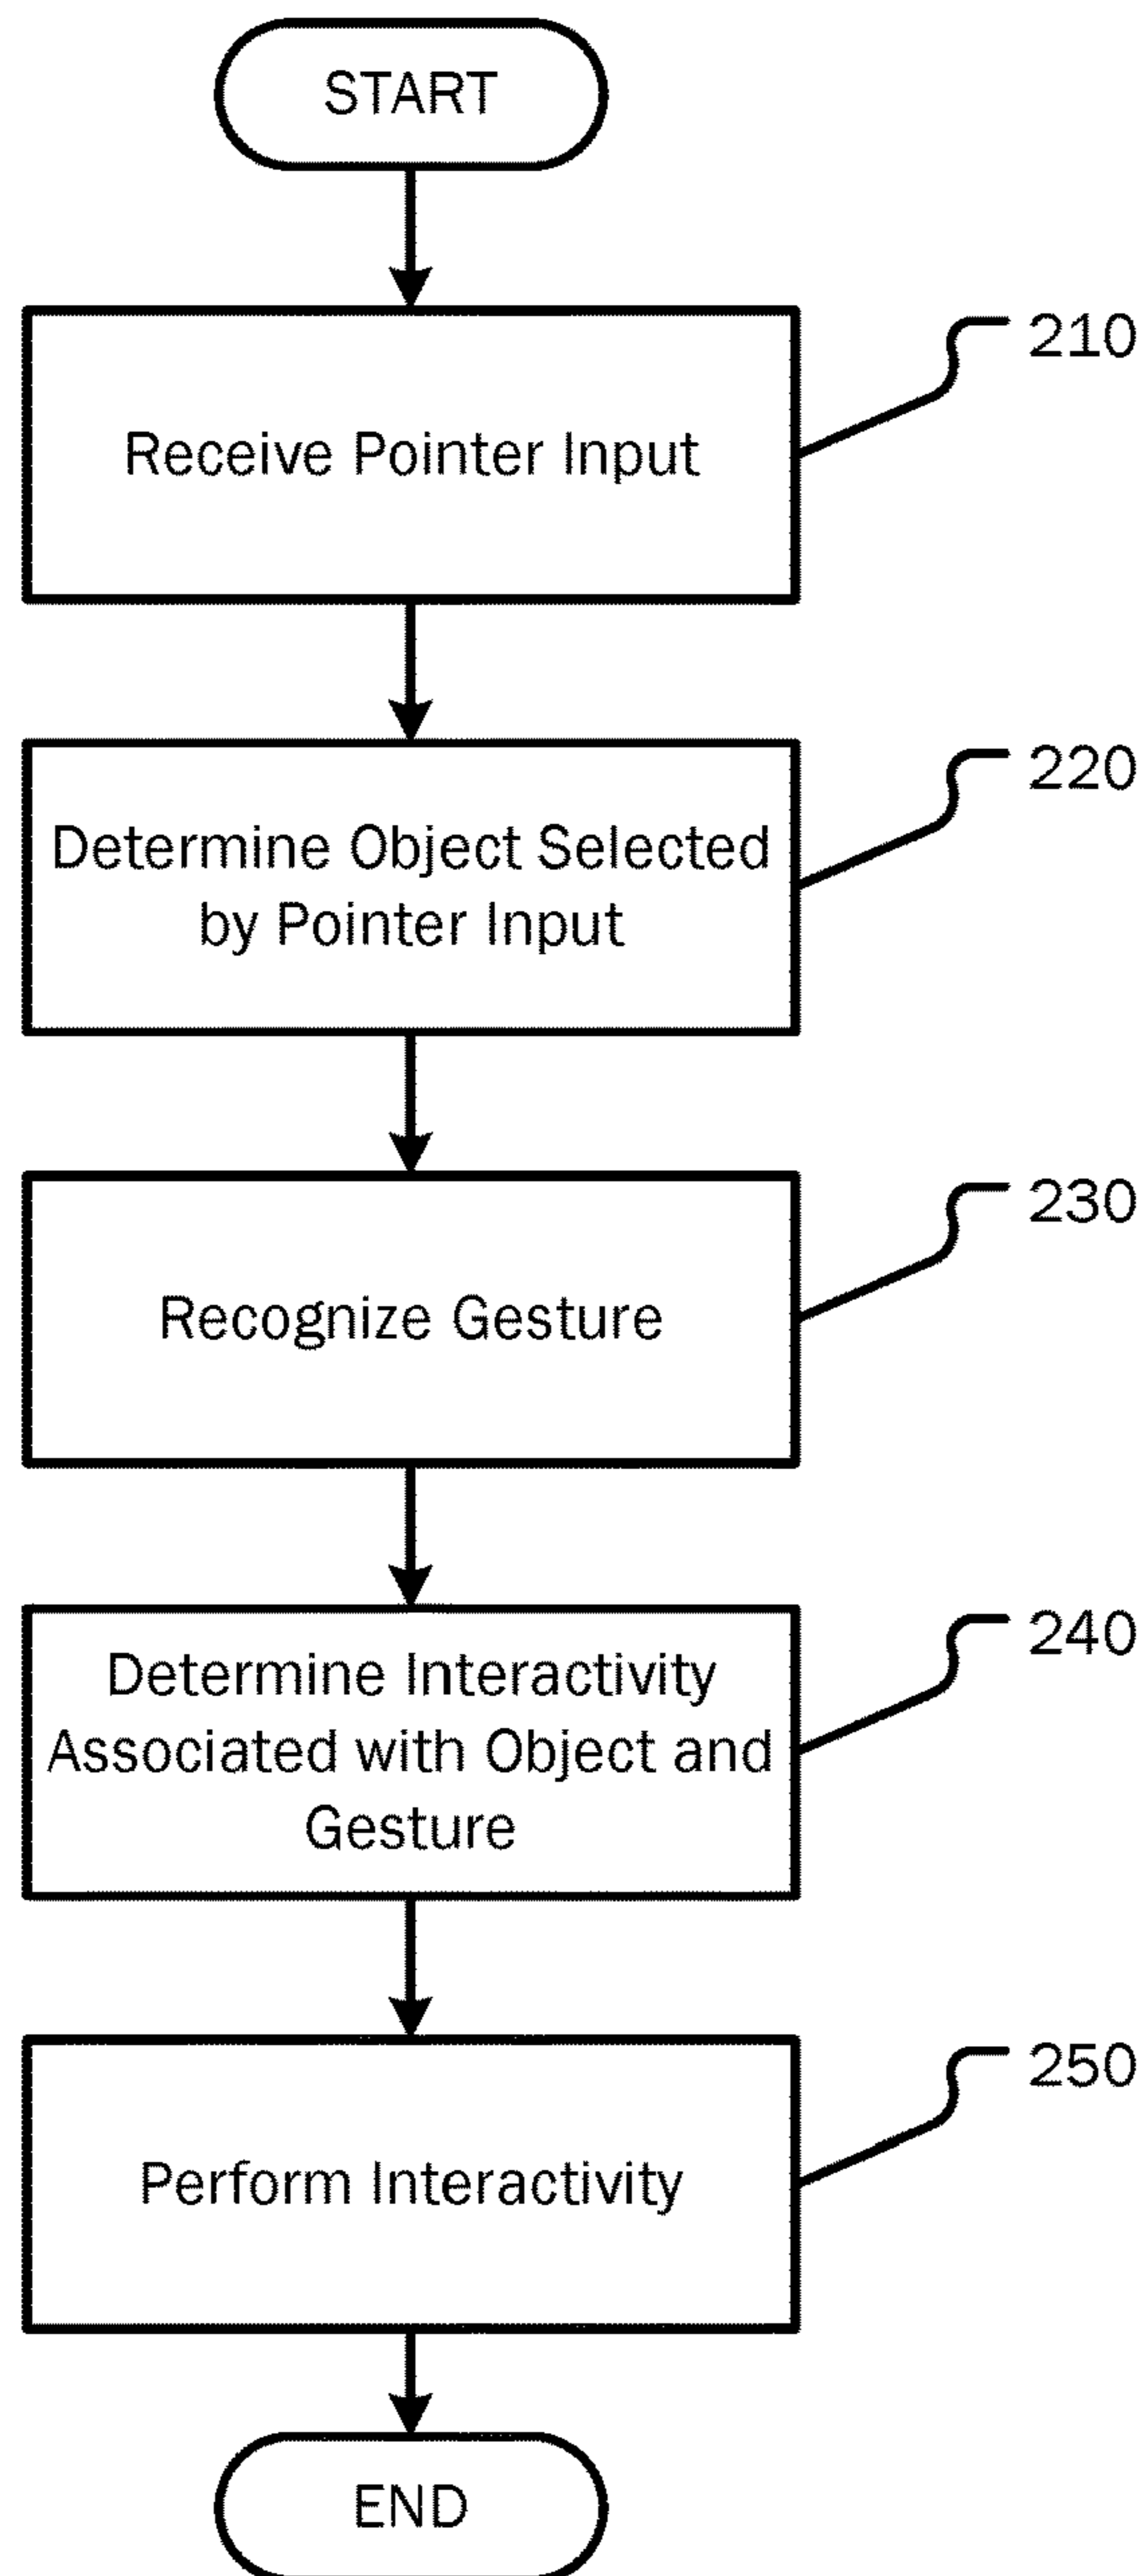 START
210
Receive Pointer Input
220
Determine Object Selected
by Pointer Input
230
Recognize Gesture
240
Determine Interactivity
Associated with Object and
Gesture
250
Perform Interactivity
END